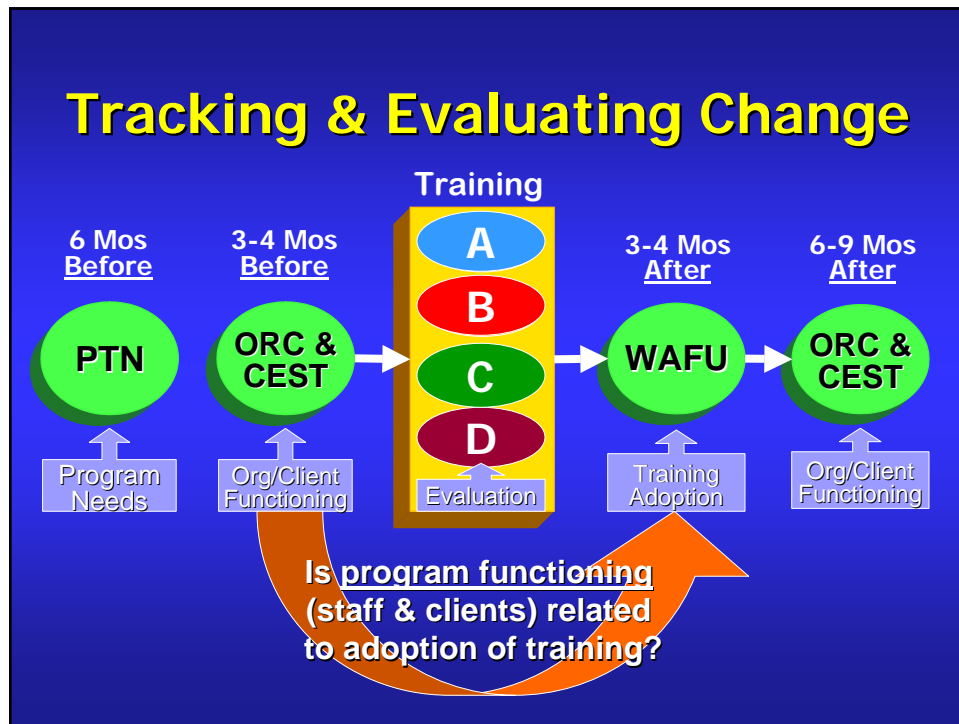 Tracking & Evaluating Change
Training
6 Mos
Before
3-4 Mos
Before
3-4 Mos
After
6-9 Mos
After
PTN
ORC &
CEST
A
B
C
D
WAFU
ORC &
CEST
Program
Needs
Org/Client
Functioning
Evaluation
Training
Adoption
Org/Client
Functioning
Is program functioning
(staff & clients) related
to adoption of training?